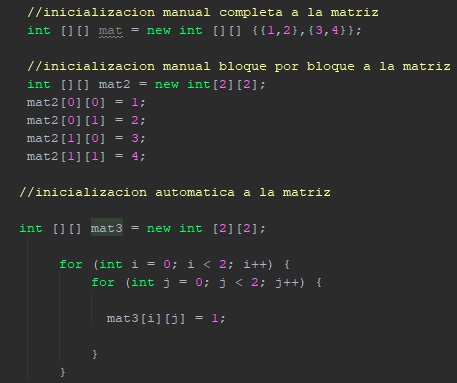 //inicializacion manual completa a la matriz
int [][] mat = new int [][] {{1,2},{3,4}};
//inicializacion manual bloque por bloque a la matriz
int [][] mat2 = new int[2][2];
mat2[0][0] = 1;
mat2[0][1] = 2;
mat2[1][0] = 3;
mat2[1][1] = 4;
//inicializacion automatica a la matriz
int [][] mat3 = new int [2][2];
for (int i = 0; i < 2; i++) {
for (int j = 0; j < 2; j++) {
mat3[i][j] = 1;
}
}